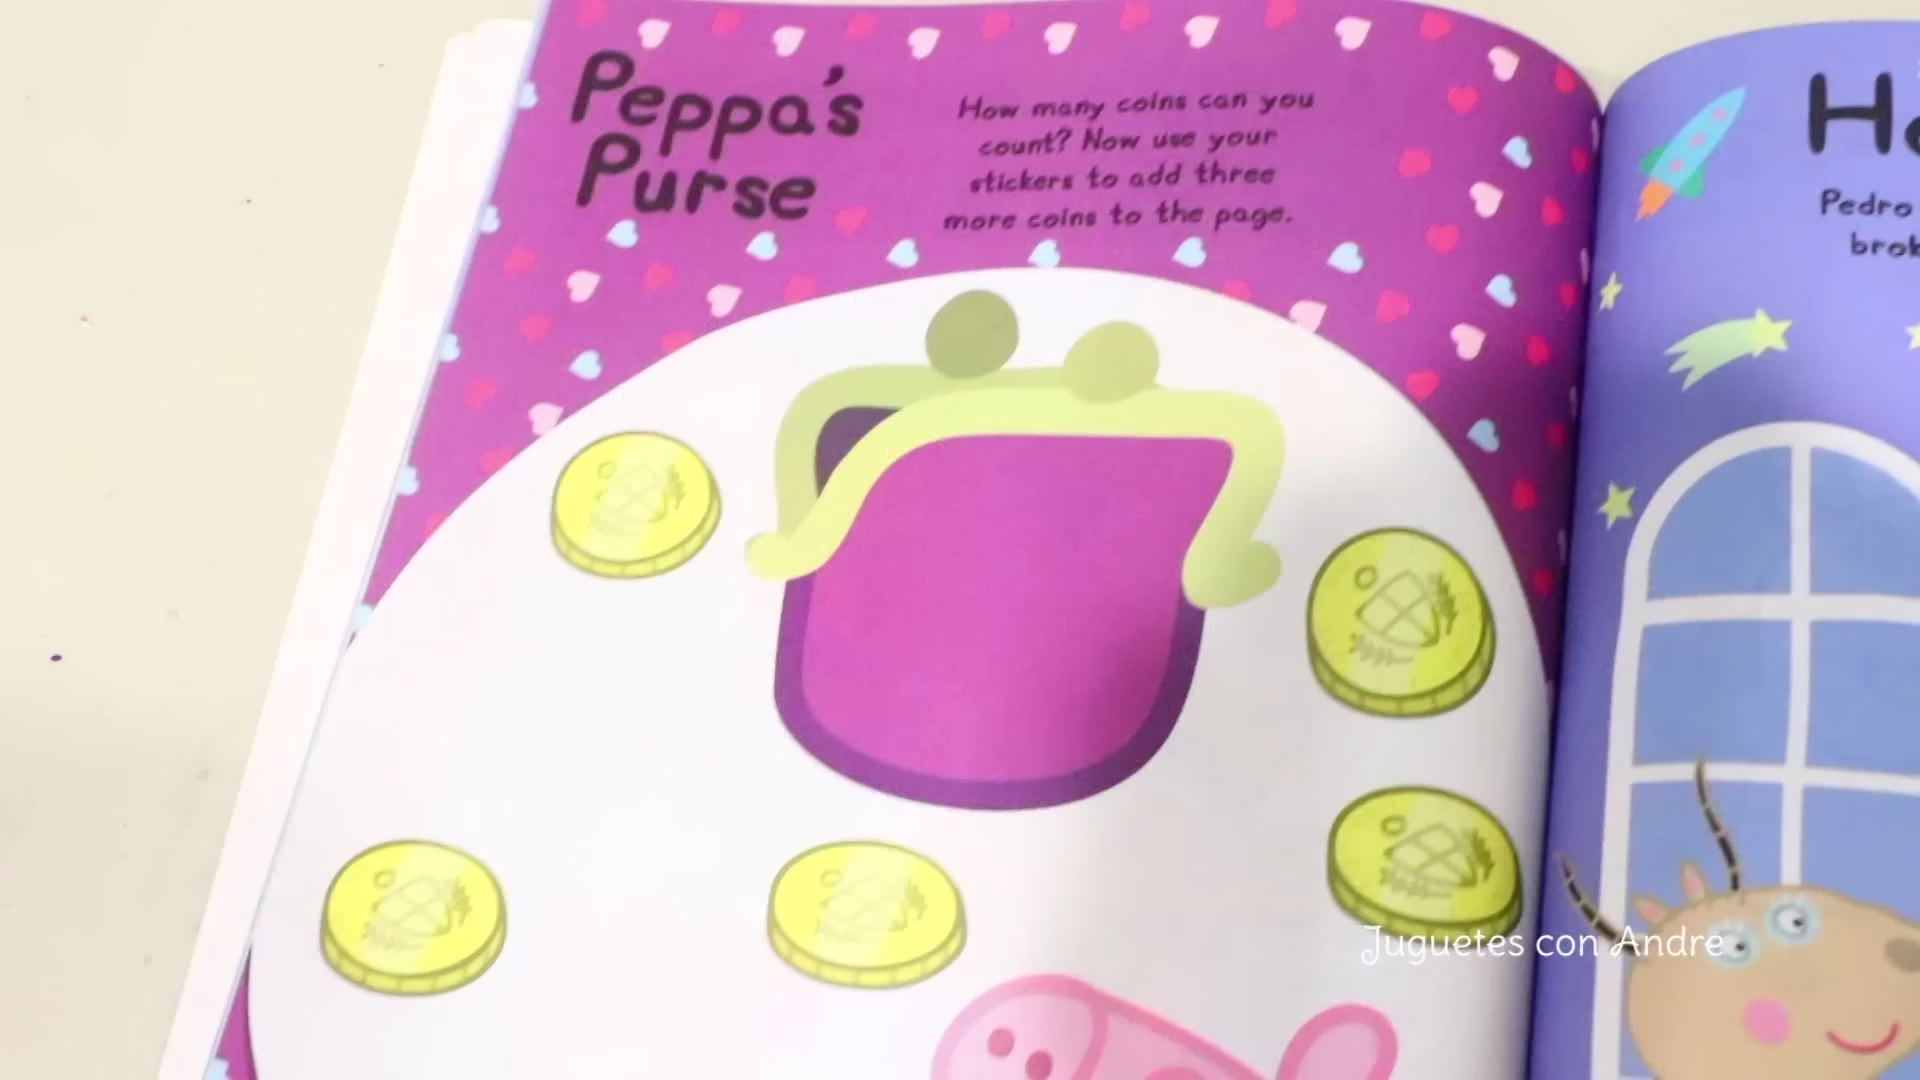 Peppa's
Purse
How many coins can you
count? Now use your
stickers to add three
more coins to the page.
Pedro
Juguetes con Andre